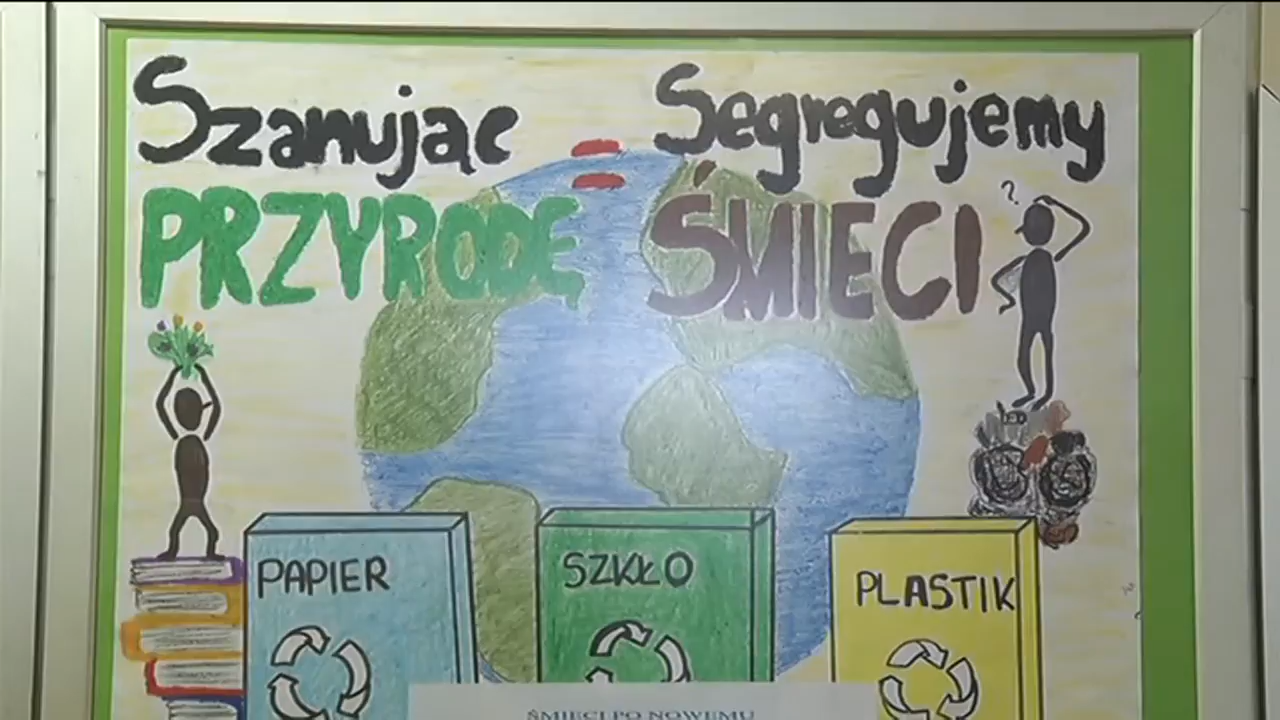 Szanując
PRZYRODĘ
=
Segregujemy
ŚMIECI
?
PAPIER
SZKŁO
PLASTIK
ŚMIECI PO NOWEMU